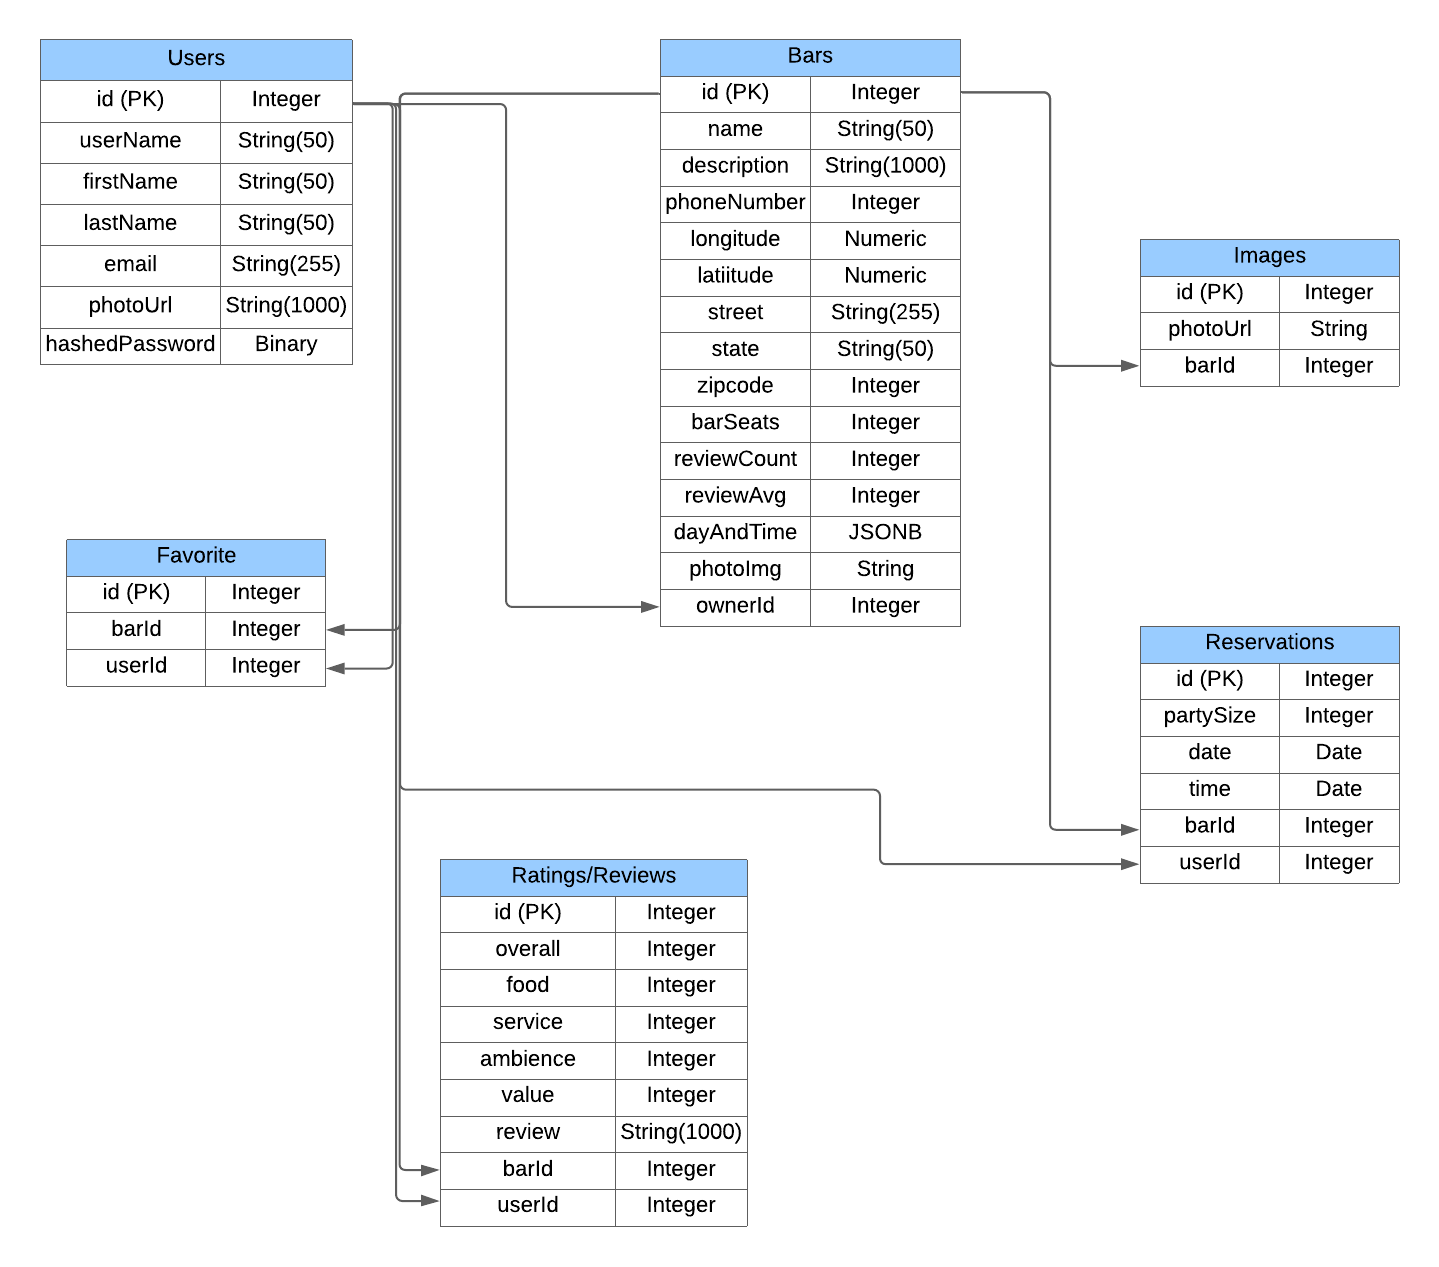 Users
id (PK) Integer
userName String(50)
firstName String(50)
lastName String(50)
email String(255)
photoUrl String(1000)
hashedPassword Binary
Bars
id (PK) Integer
name String(50)
description String(1000)
phoneNumber Integer
longitude Numeric
latiitude Numeric
street String(255)
state String(50)
zipcode Integer
barSeats Integer
reviewCount Integer
reviewAvg Integer
dayAndTime JSONB
photoImg String
ownerId Integer
Images
id (PK) Integer
photoUrl String
barId Integer
Favorite
id (PK) Integer
barId Integer
userId Integer
Reservations
id (PK) Integer
partySize Integer
date Date
time Date
barId Integer
userId Integer
Ratings/Reviews
id (PK) Integer
overall Integer
food Integer
service Integer
ambience Integer
value Integer
review String(1000)
barId Integer
userId Integer